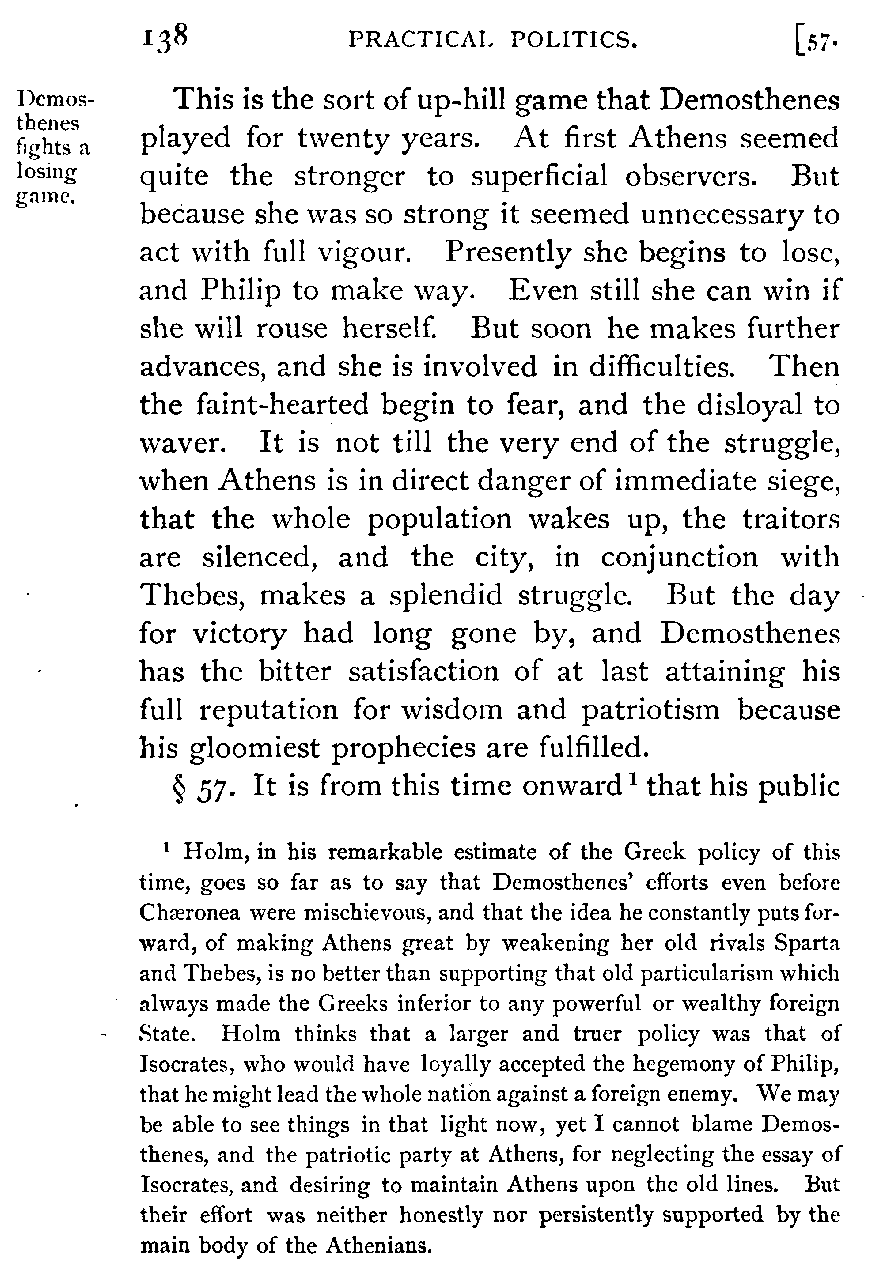 138 PRACTICAL POLITICS. [57.
Demos-
thenes
fights a
losing
game.
This is the sort of up-hill game that Demosthenes
played for twenty years. At first Athens seemed
quite the stronger to superficial observers. But
because she was so strong it seemed unnecessary to
act with full vigour. Presently she begins to lose,
and Philip to make way. Even still she can win if
she will rouse herself. But soon he makes further
advances, and she is involved in difficulties. Then
the faint-hearted begin to fear, and the disloyal to
waver. It is not till the very end of the struggle,
when Athens is in direct danger of immediate siege,
that the whole population wakes up, the traitors
are silenced, and the city, in conjunction with
Thebes, makes a splendid struggle. But the day
for victory had long gone by, and Demosthenes
has the bitter satisfaction of at last attaining his
full reputation for wisdom and patriotism because
his gloomiest prophecies are fulfilled.
§ 57. It is from this time onward¹ that his public
¹ Holm, in his remarkable estimate of the Greek policy of this
time, goes so far as to say that Demosthenes' efforts even before
Chæronea were mischievous, and that the idea he constantly puts for-
ward, of making Athens great by weakening her old rivals Sparta
and Thebes, is no better than supporting that old particularism which
always made the Greeks inferior to any powerful or wealthy foreign
State. Holm thinks that a larger and truer policy was that of
Isocrates, who would have loyally accepted the hegemony of Philip,
that he might lead the whole nation against a foreign enemy. We may
be able to see things in that light now, yet I cannot blame Demos-
thenes, and the patriotic party at Athens, for neglecting the essay of
Isocrates, and desiring to maintain Athens upon the old lines. But
their effort was neither honestly nor persistently supported by the
main body of the Athenians.